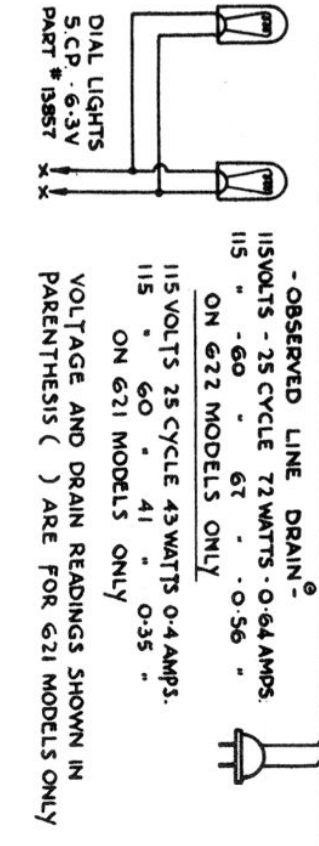 DIAL LIGHTS
5.CP. - 6.3V
PART # 13857
X
X
- OBSERVED LINE DRAIN -
115VOLTS - 25 CYCLE 72 WATTS - 0.64 AMPS.
115 " - 60 " 67 " - 0.56 "
ON 622 MODELS ONLY
115 VOLTS 25 CYCLE 43 WATTS 0.4 AMPS.
115 " 60 " 41 " 0.35 "
ON 621 MODELS ONLY
VOLTAGE AND DRAIN READINGS SHOWN IN
PARENTHESIS ( ) ARE FOR 621 MODELS ONLY